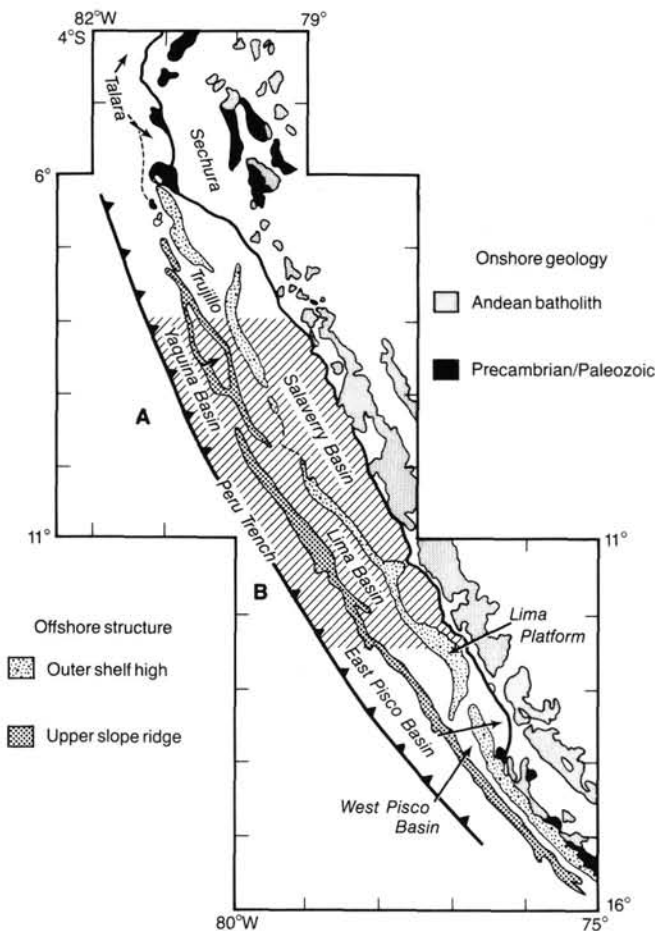 82°W
79°
4°S
Talara
Sechura
6°
Onshore geology
Andean batholith
Precambrian/Paleozoic
Trujillo
Yaquina Basin
Salaverry Basin
A
Peru Trench
11°
11°
Lima Basin
B
Offshore structure
Outer shelf high
Upper slope ridge
Lima
Platform
East Pisco Basin
West Pisco
Basin
16°
80°W
75°